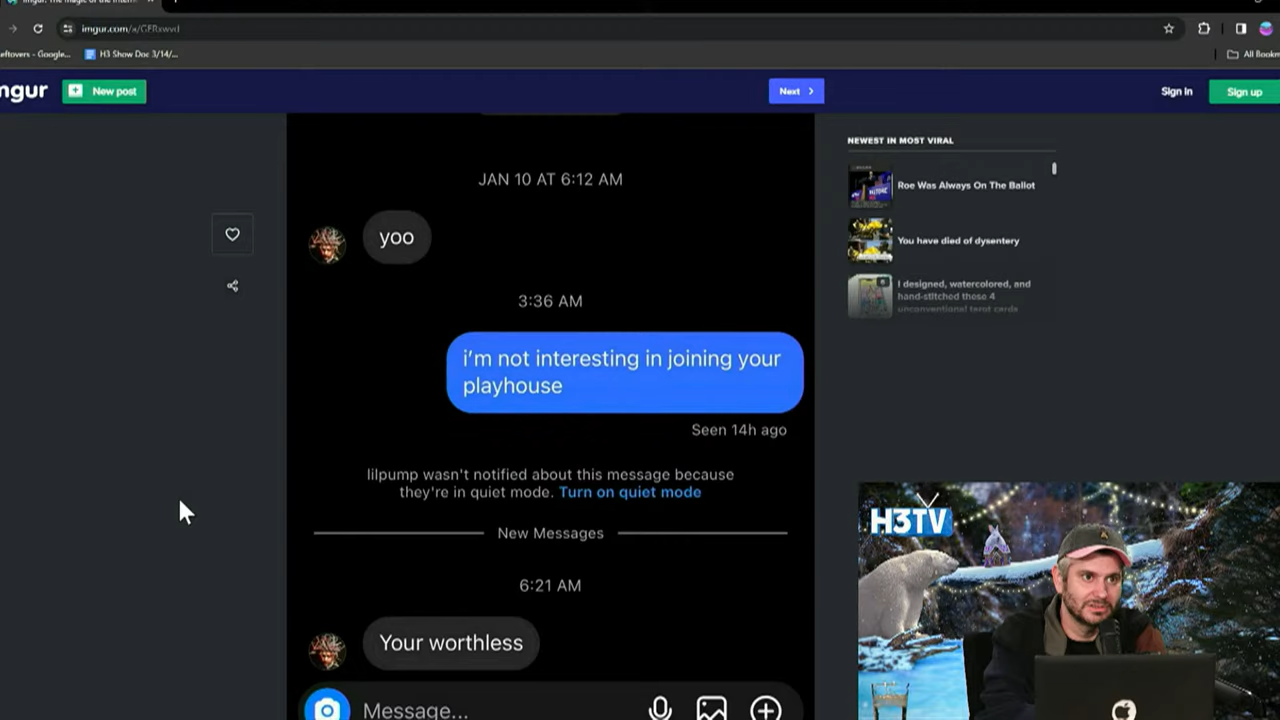 imgur.com/a/GFRxwvd
eftovers - Google...
H3 Show Doc 3/14/...
All Bookm
mgur
New post
Next
Sign in
Sign up
JAN 10 AT 6:12 AM
yoo
3:36 AM
i'm not interesting in joining your
playhouse
Seen 14h ago
lilpump wasn't notified about this message because
they're in quiet mode. Turn on quiet mode
New Messages
6:21 AM
Your worthless
Message...
NEWEST IN MOST VIRAL
Roe Was Always On The Ballot
You have died of dysentery
I designed, watercolored, and
hand-stitched these 4
unconventional tarot cards
H3TV